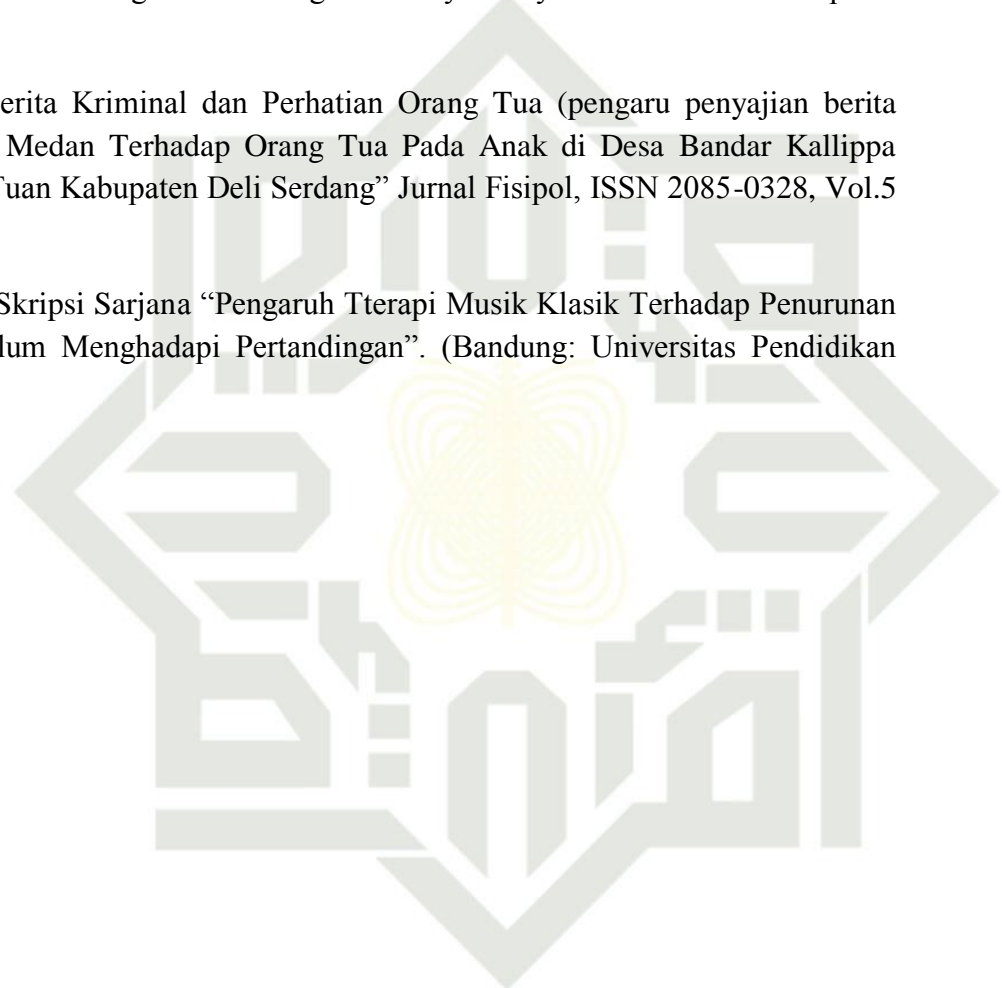 erita Kriminal dan Perhatian Orang Tua (pengaru penyajian berita
Medan Terhadap Orang Tua Pada Anak di Desa Bandar Kallippa
Tuan Kabupaten Deli Serdang” Jurnal Fisipol, ISSN 2085-0328, Vol.5
Skripsi Sarjana “Pengaruh Tterapi Musik Klasik Terhadap Penurunan
lum Menghadapi Pertandingan”. (Bandung: Universitas Pendidikan